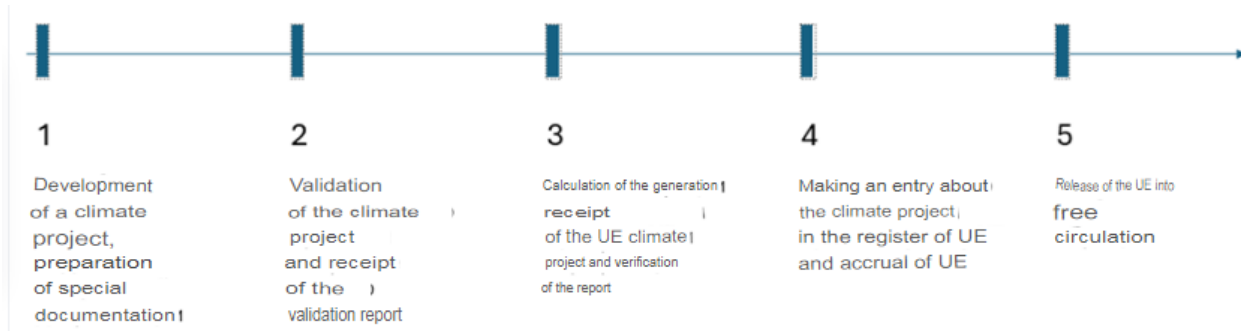 1
Development
of a climate
project,
preparation
of special
documentation
2
Validation
of the climate
project
and receipt
of the
validation report
3
Calculation of the generation
receipt
of the UE climate
project and verification
of the report
4
Making an entry about
the climate project
in the register of UE
and accrual of UE
5
Release of the UE into
free
circulation